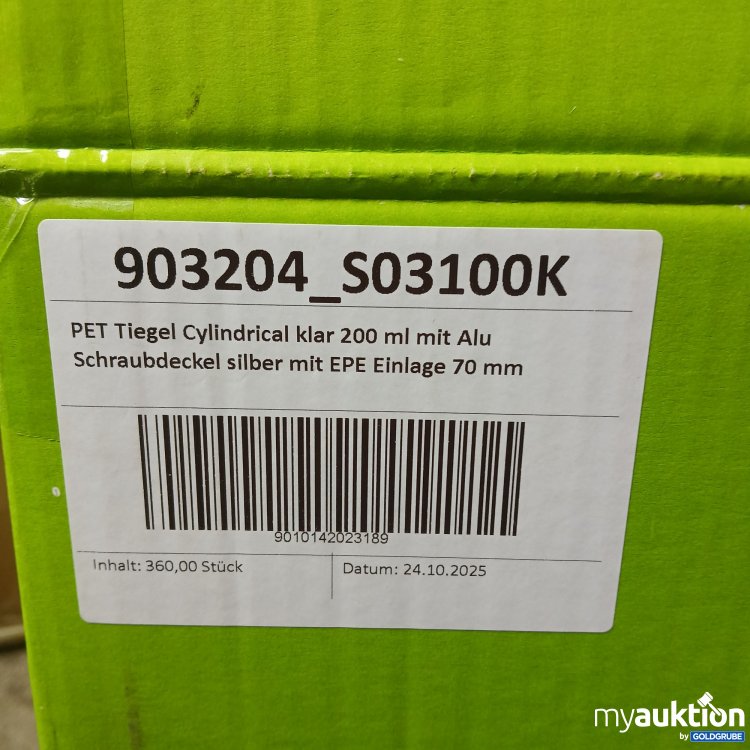 903204_S03100K
PET Tiegel Cylindrical klar 200 ml mit Alu
Schraubdeckel silber mit EPE Einlage 70 mm
9010142023189
Inhalt: 360,00 Stück
Datum: 24.10.2025
myauktion
by GOLDGRUBE